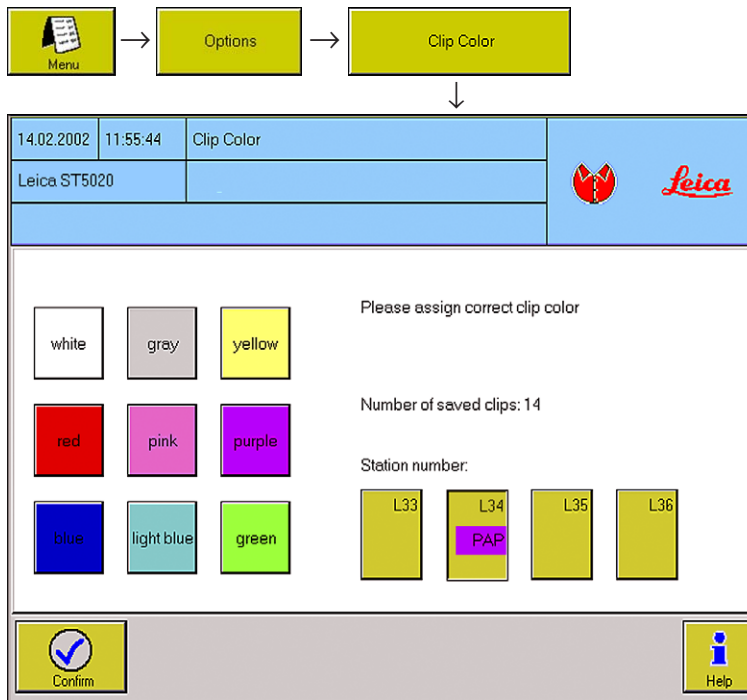 Menu
Options
Clip Color
14.02.2002 11:55:44 Clip Color
Leica ST5020
Leica
Please assign correct clip color
white gray yellow
Number of saved clips: 14
red pink purple
Station number:
L33 L34 L35 L36
PAP
blue light blue green
Confirm
Help